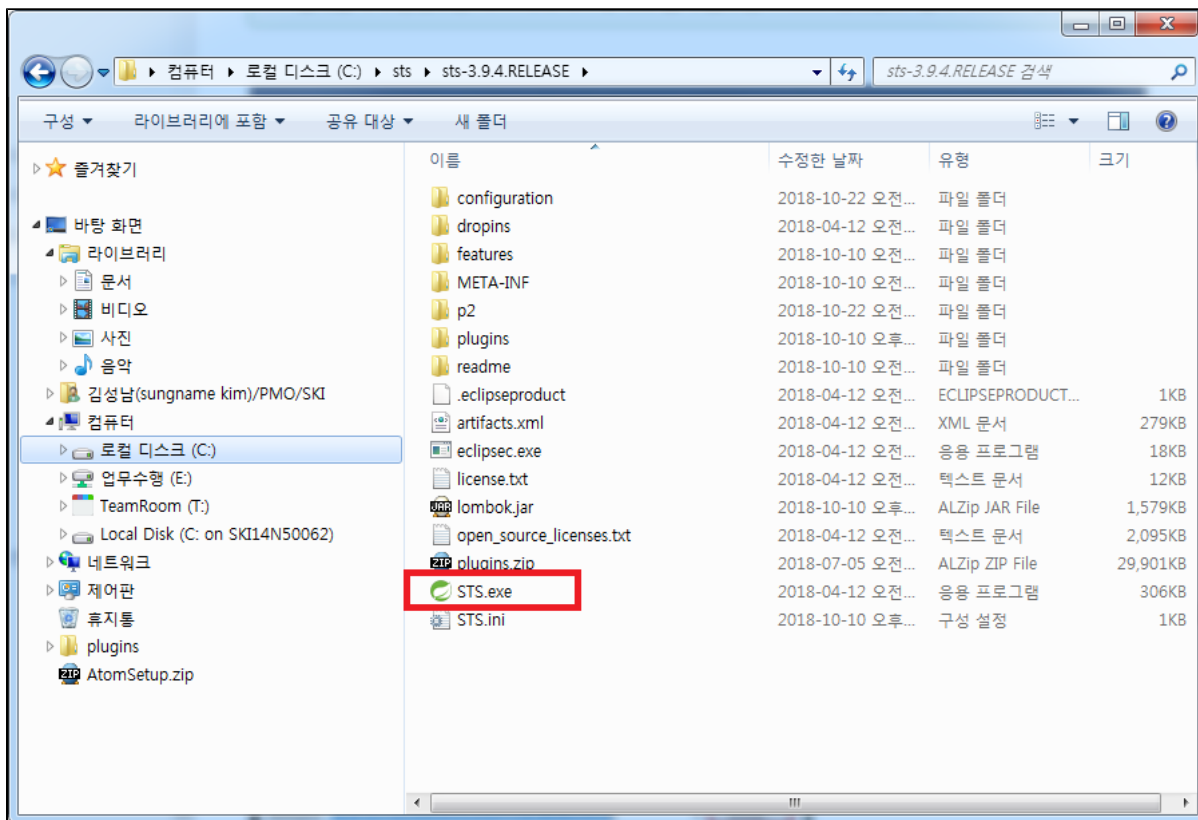 컴퓨터 로컬 디스크 (C:) sts sts-3.9.4.RELEASE sts-3.9.4.RELEASE 검색
구성 라이브러리에 포함 공유 대상 새 폴더
즐겨찾기
바탕 화면
라이브러리
문서
비디오
사진
음악
김성남(sungname kim)/PMO/SKI
컴퓨터
로컬 디스크 (C:)
업무수행 (E:)
TeamRoom (T:)
Local Disk (C: on SKI14N50062)
네트워크
제어판
휴지통
plugins
AtomSetup.zip
이름 수정한 날짜 유형 크기
configuration 2018-10-22 오전... 파일 폴더
dropins 2018-04-12 오전... 파일 폴더
features 2018-10-10 오전... 파일 폴더
META-INF 2018-10-10 오전... 파일 폴더
p2 2018-10-22 오전... 파일 폴더
plugins 2018-10-10 오후... 파일 폴더
readme 2018-10-10 오전... 파일 폴더
.eclipseproduct 2018-04-12 오전... ECLIPSEPRODUCT... 1KB
artifacts.xml 2018-04-12 오전... XML 문서 279KB
eclipsec.exe 2018-04-12 오전... 응용 프로그램 18KB
license.txt 2018-04-12 오전... 텍스트 문서 12KB
lombok.jar 2018-10-10 오후... ALZip JAR File 1,579KB
open_source_licenses.txt 2018-04-12 오전... 텍스트 문서 2,095KB
plugins.zip 2018-07-05 오전... ALZip ZIP File 29,901KB
STS.exe 2018-04-12 오전... 응용 프로그램 306KB
STS.ini 2018-10-10 오후... 구성 설정 1KB